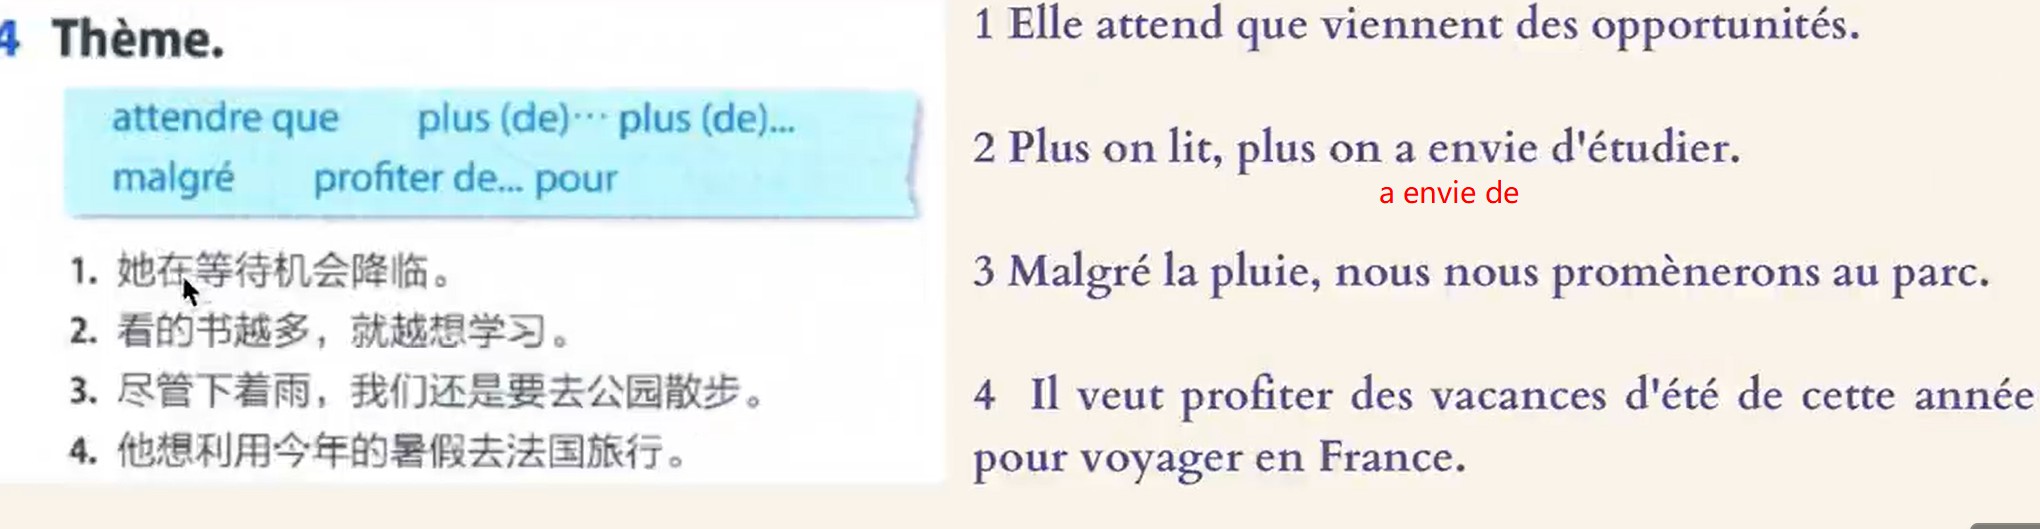 4 Thème.
attendre que plus (de)… plus (de)...
malgré profiter de... pour
1. 她在等待机会降临。
2. 看的书越多，就越想学习。
3. 尽管下着雨，我们还是要去公园散步。
4. 他想利用今年的暑假去法国旅行。
1 Elle attend que viennent des opportunités.
2 Plus on lit, plus on a envie d'étudier.
a envie de
3 Malgré la pluie, nous nous promènerons au parc.
4 Il veut profiter des vacances d'été de cette année
pour voyager en France.